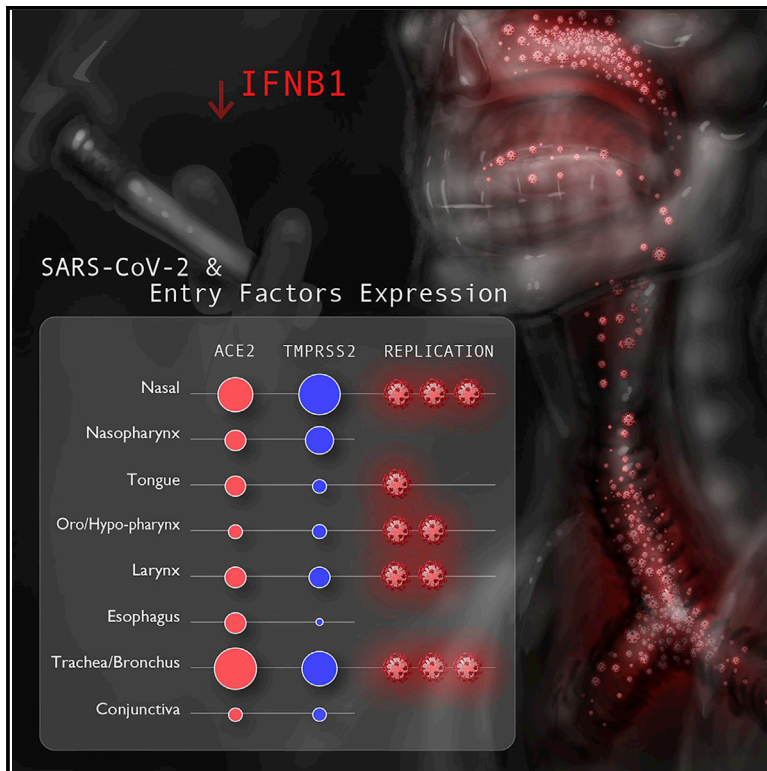 ↓ IFNB1
SARS-CoV-2 &
Entry Factors Expression
ACE2 TMPRSS2 REPLICATION
Nasal
Nasopharynx
Tongue
Oro/Hypo-pharynx
Larynx
Esophagus
Trachea/Bronchus
Conjunctiva